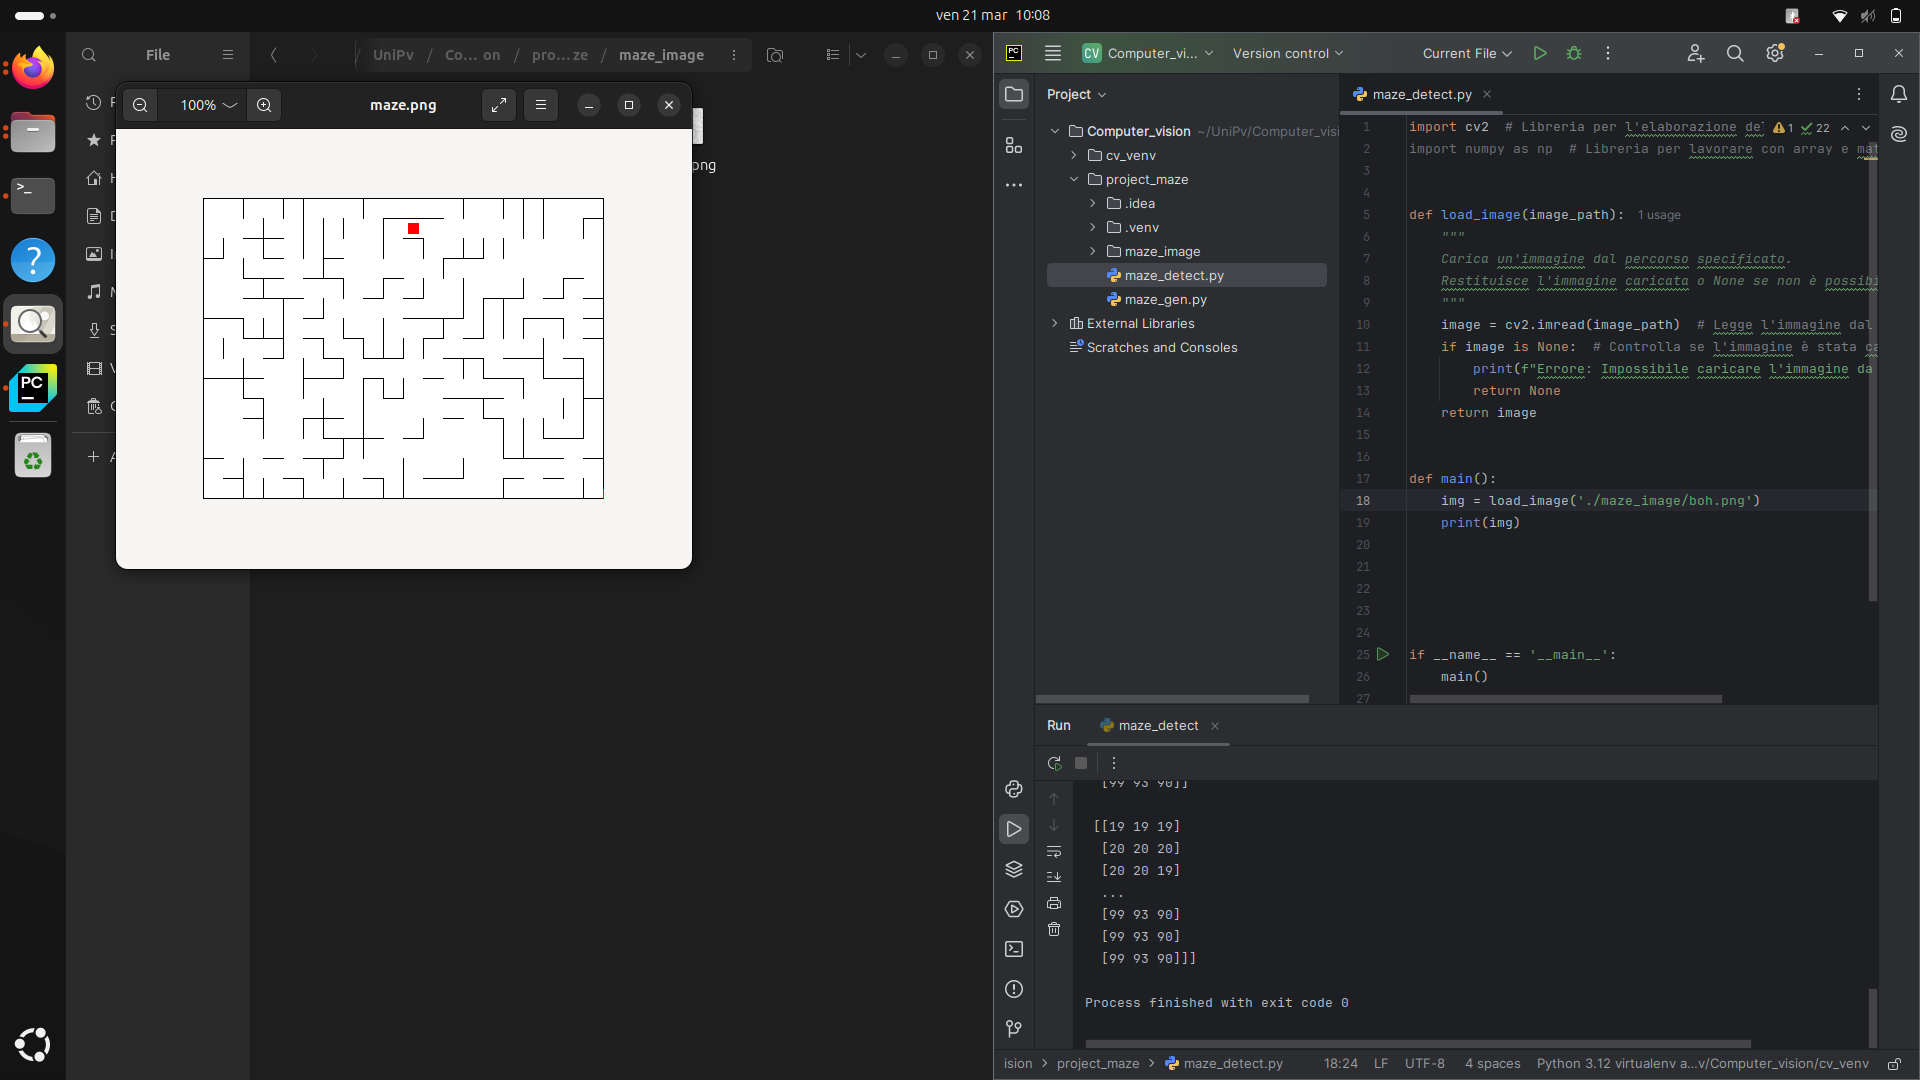 ven 21 mar 10:08
File
UniPv / Co... on / pro... ze / maze_image
100%
maze.png
png
PC
CV
Computer_vi...
Version control
Current File
Project
Computer_vision ~/UniPv/Computer_visi
cv_venv
project_maze
.idea
.venv
maze_image
maze_detect.py
maze_gen.py
External Libraries
Scratches and Consoles
maze_detect.py
1 22
1 import cv2 # Libreria per l'elaborazione de
2 import numpy as np # Libreria per lavorare con array e mat
3
4
5 def load_image(image_path): 1 usage
6 """
7 Carica un'immagine dal percorso specificato.
8 Restituisce l'immagine caricata o None se non è possibi
9 """
10 image = cv2.imread(image_path) # Legge l'immagine dal
11 if image is None: # Controlla se l'immagine è stata ca
12 print(f"Errore: Impossibile caricare l'immagine da
13 return None
14 return image
15
16
17 def main():
18 img = load_image('./maze_image/boh.png')
19 print(img)
20
21
22
23
24
25 if __name__ == '__main__':
26 main()
27
Run
maze_detect
[99 93 90]]
[[19 19 19]
[20 20 20]
[20 20 19]
...
[99 93 90]
[99 93 90]
[99 93 90]]]
Process finished with exit code 0
ision > project_maze > maze_detect.py
18:24 LF UTF-8 4 spaces Python 3.12 virtualenv a...v/Computer_vision/cv_venv